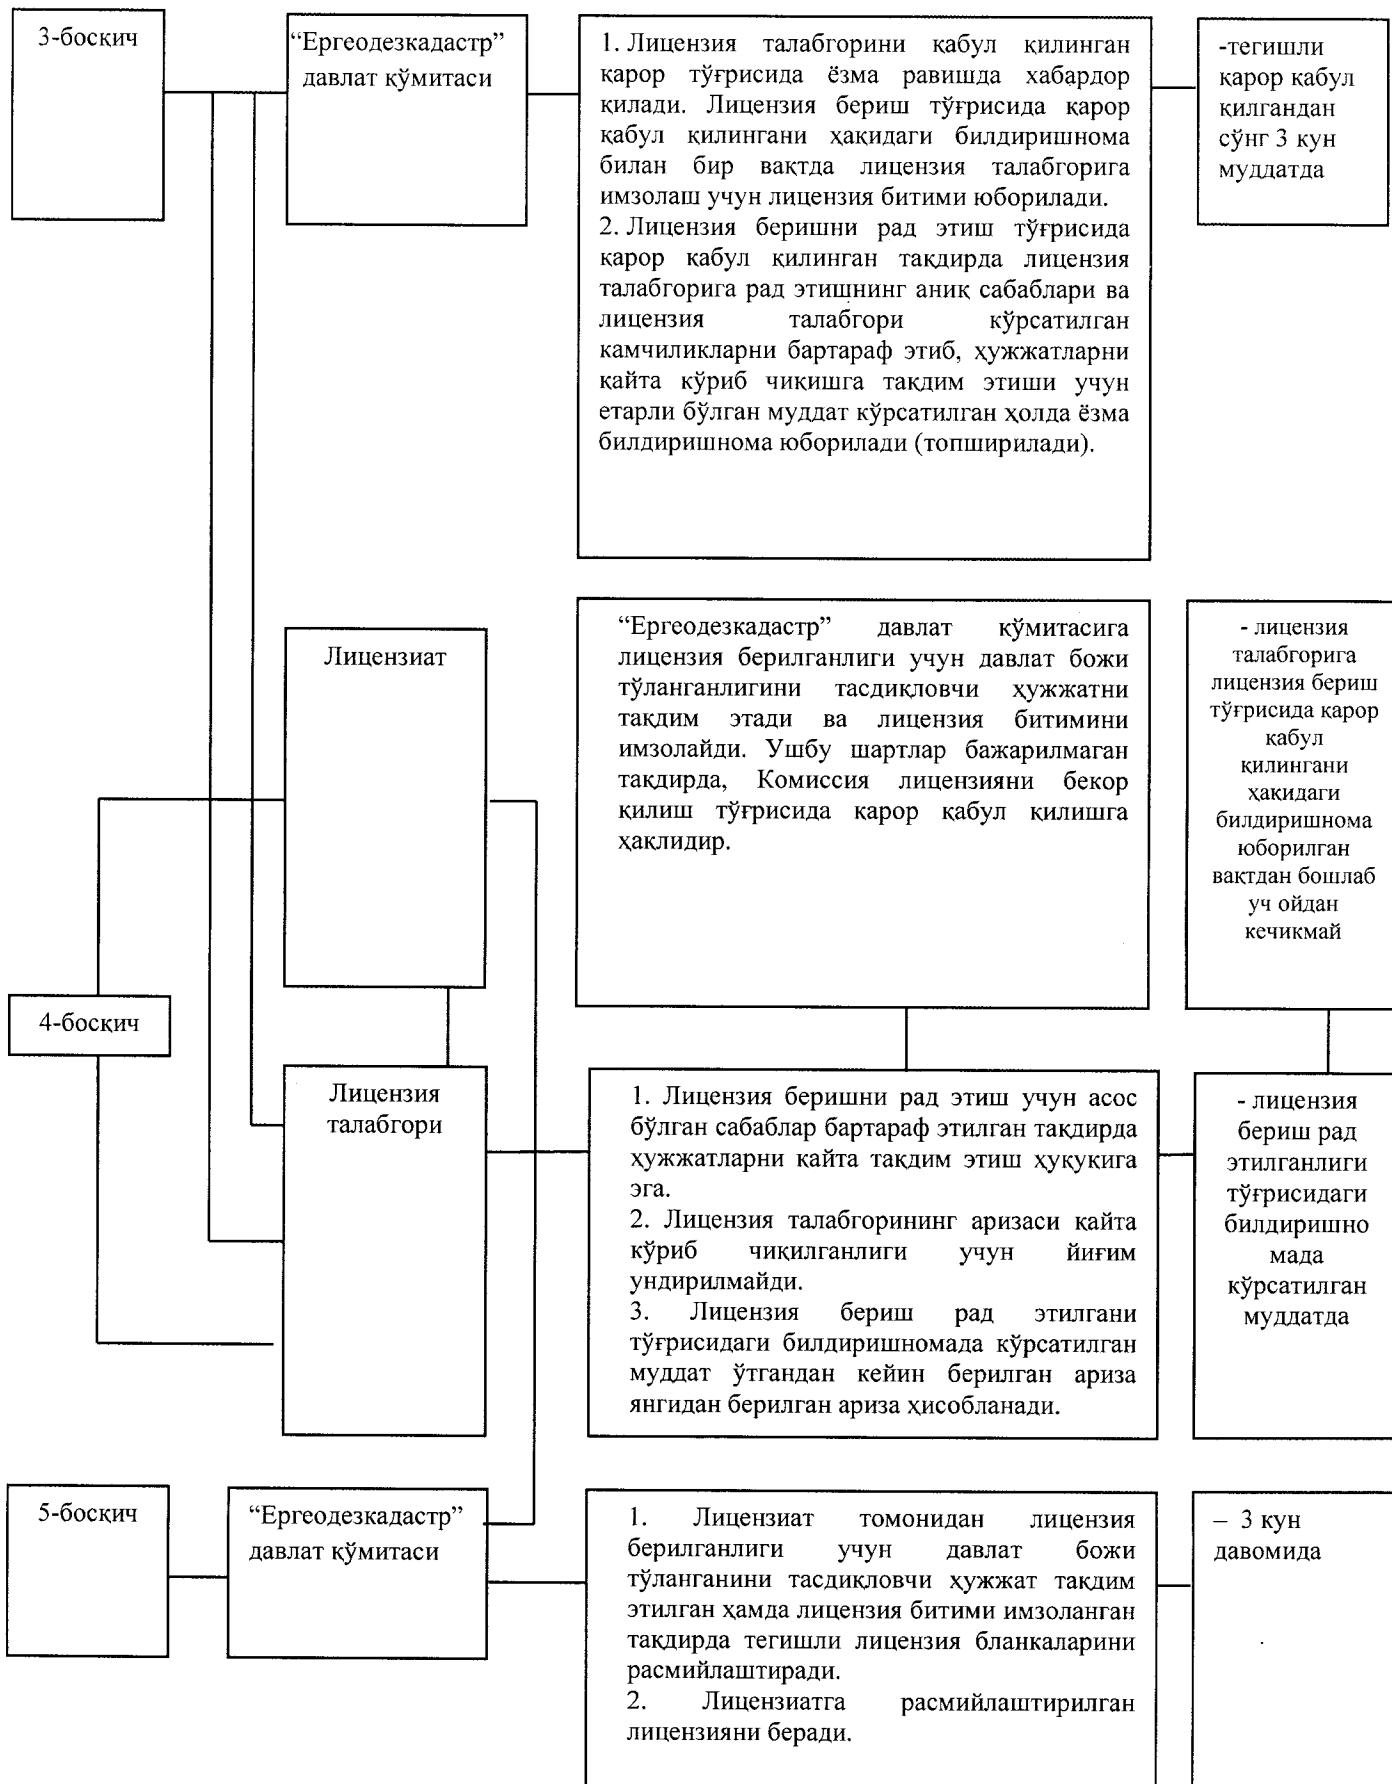 3-босқич
“Ергеодезкадастр”
давлат қўмитаси
1. Лицензия талабгорини қабул қилинган
қарор тўғрисида ёзма равишда хабардор
қилади. Лицензия бериш тўғрисида қарор
қабул қилингани ҳақидаги билдиришнома
билан бир вақтда лицензия талабгорига
имзолаш учун лицензия битими юборилади.
2. Лицензия беришни рад этиш тўғрисида
қарор қабул қилинган тақдирда лицензия
талабгорига рад этишнинг аниқ сабаблари ва
лицензия талабгори кўрсатилган
камчиликларни бартараф этиб, ҳужжатларни
қайта кўриб чиқишга тақдим этиши учун
етарли бўлган муддат кўрсатилган ҳолда ёзма
билдиришнома юборилади (топширилади).
-тегишли
қарор қабул
қилгандан
сўнг 3 кун
муддатда
Лицензиат
“Ергеодезкадастр” давлат қўмитасига
лицензия берилганлиги учун давлат божи
тўланганлигини тасдиқловчи ҳужжатни
тақдим этади ва лицензия битимини
имзолайди. Ушбу шартлар бажарилмаган
тақдирда, Комиссия лицензияни бекор
қилиш тўғрисида қарор қабул қилишга
ҳақлидир.
- лицензия
талабгорига
лицензия бериш
тўғрисида қарор
қабул
қилингани
ҳақидаги
билдиришнома
юборилган
вақтдан бошлаб
уч ойдан
кечикмай
4-босқич
Лицензия
талабгори
1. Лицензия беришни рад этиш учун асос
бўлган сабаблар бартараф этилган тақдирда
ҳужжатларни қайта тақдим этиш ҳуқуқига
эга.
2. Лицензия талабгорининг аризаси қайта
кўриб чиқилганлиги учун йиғим
ундирилмайди.
3. Лицензия бериш рад этилгани
тўғрисидаги билдиришномада кўрсатилган
муддат ўтгандан кейин берилган ариза
янгидан берилган ариза ҳисобланади.
- лицензия
бериш рад
этилганлиги
тўғрисидаги
билдиришно
мада
кўрсатилган
муддатда
5-босқич
“Ергеодезкадастр”
давлат қўмитаси
1. Лицензиат томонидан лицензия
берилганлиги учун давлат божи
тўланганини тасдиқловчи ҳужжат тақдим
этилган ҳамда лицензия битими имзоланган
тақдирда тегишли лицензия бланкаларини
расмийлаштиради.
2. Лицензиатга расмийлаштирилган
лицензияни беради.
– 3 кун
давомида